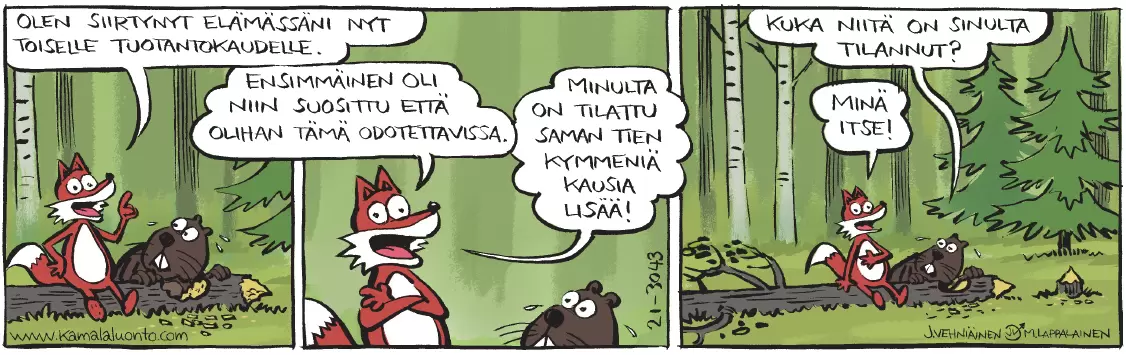 OLEN SIIRTYNYT ELÄMÄSSÄNI NYT
TOISELLE TUOTANTOKAUDELLE.
www.kamalaluonto.com
ENSIMMÄINEN OLI
NIIN SUOSITTU ETTÄ
OLIHAN TÄMÄ ODOTETTAVISSA.
MINULTA
ON TILATTU
SAMAN TIEN
KYMMENIÄ
KAUSIA
LISÄÄ!
21-3043
KUKA NIITÄ ON SINULTA
TILANNUT?
MINÄ
ITSE!
J.VEHNIÄINEN JV M.LAPPALAINEN